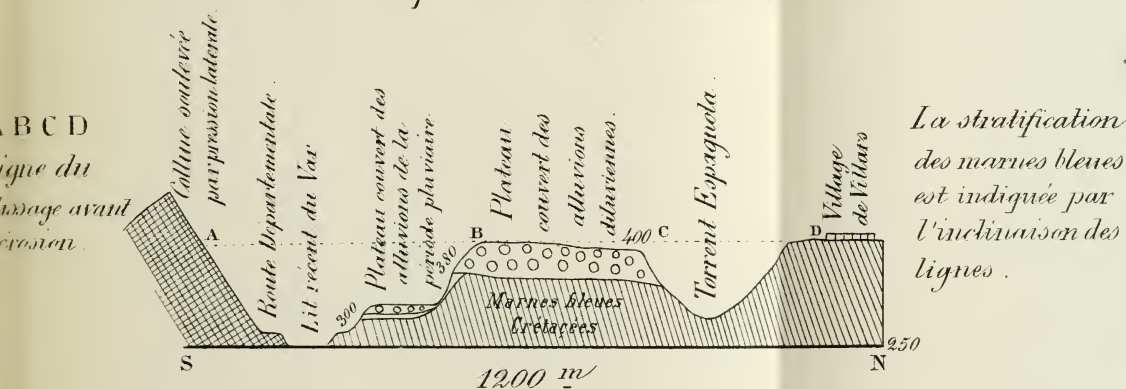 A B C D
igne du
issage avant
érosion.
Colline soulevée
par pression latérale.
A
Route Départementale.
Lit récent du Var
Plateau couvert des
alluvions de la
période pluviaire
300
380
B
Plateau
couvert des
alluvions
diluviennes.
400
C
Torrent Espagnola.
D
Village
de Villars
Marnes bleues
Crétacées
S
N
250
1200 m
La stratification
des marnes bleues
est indiquée par
l'inclinaison des
lignes.